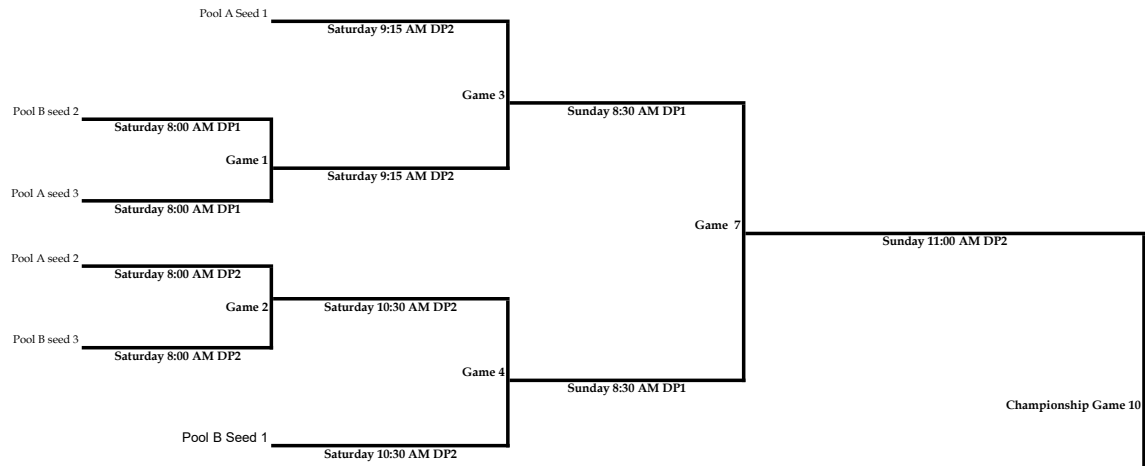 Pool A Seed 1
Saturday 9:15 AM DP2
Game 3
Pool B seed 2
Saturday 8:00 AM DP1
Sunday 8:30 AM DP1
Game 1
Saturday 9:15 AM DP2
Pool A seed 3
Saturday 8:00 AM DP1
Game  7
Sunday 11:00 AM DP2
Pool A seed 2
Saturday 8:00 AM DP2
Game 2
Saturday 10:30 AM DP2
Pool B seed 3
Saturday 8:00 AM DP2
Game 4
Sunday 8:30 AM DP1
Championship Game 10
Pool B Seed 1
Saturday 10:30 AM DP2